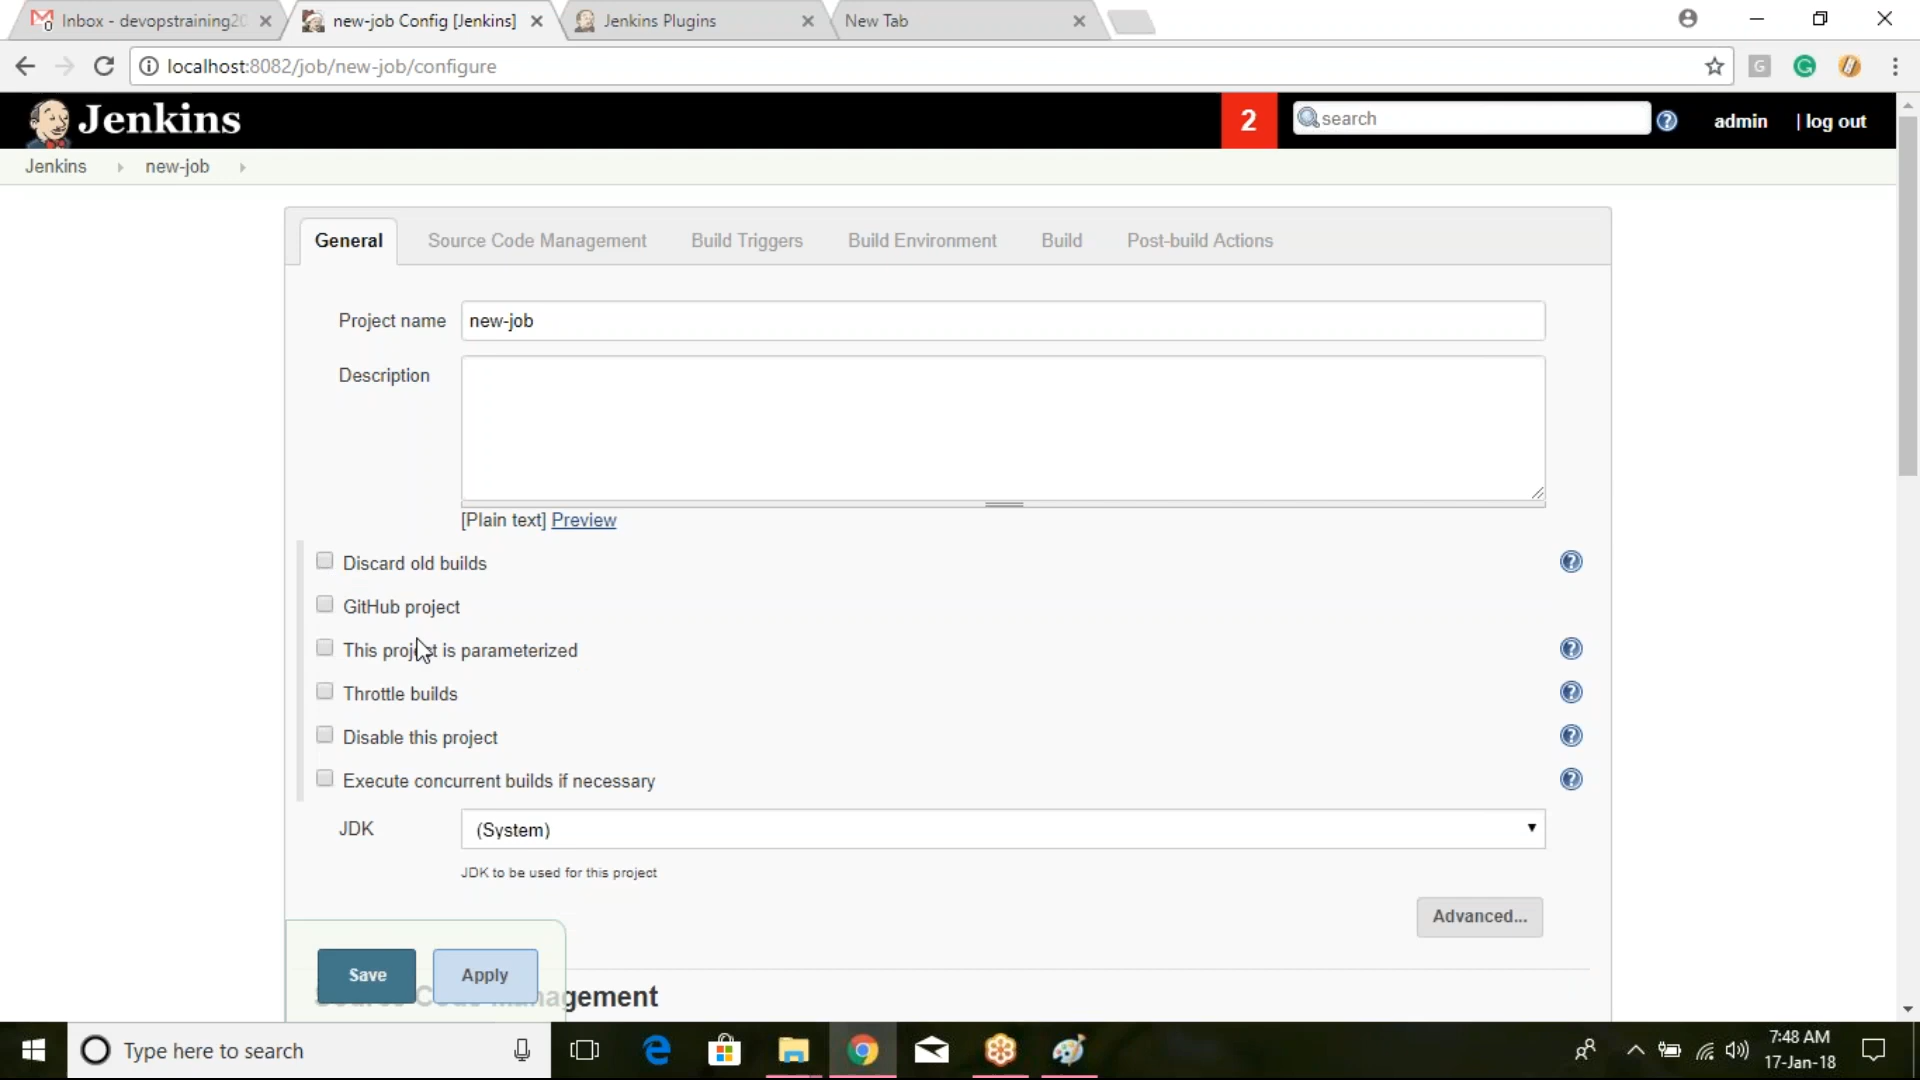 Inbox - devopstraining20
new-job Config [Jenkins]
Jenkins Plugins
New Tab
localhost:8082/job/new-job/configure
G
G
Jenkins
2
search
admin
| log out
Jenkins
new-job
General
Source Code Management
Build Triggers
Build Environment
Build
Post-build Actions
Project name
new-job
Description
[Plain text] Preview
Discard old builds
GitHub project
This project is parameterized
Throttle builds
Disable this project
Execute concurrent builds if necessary
JDK
(System)
JDK to be used for this project
Advanced...
Save
Apply
Source Code Management
Type here to search
7:48 AM
17-Jan-18